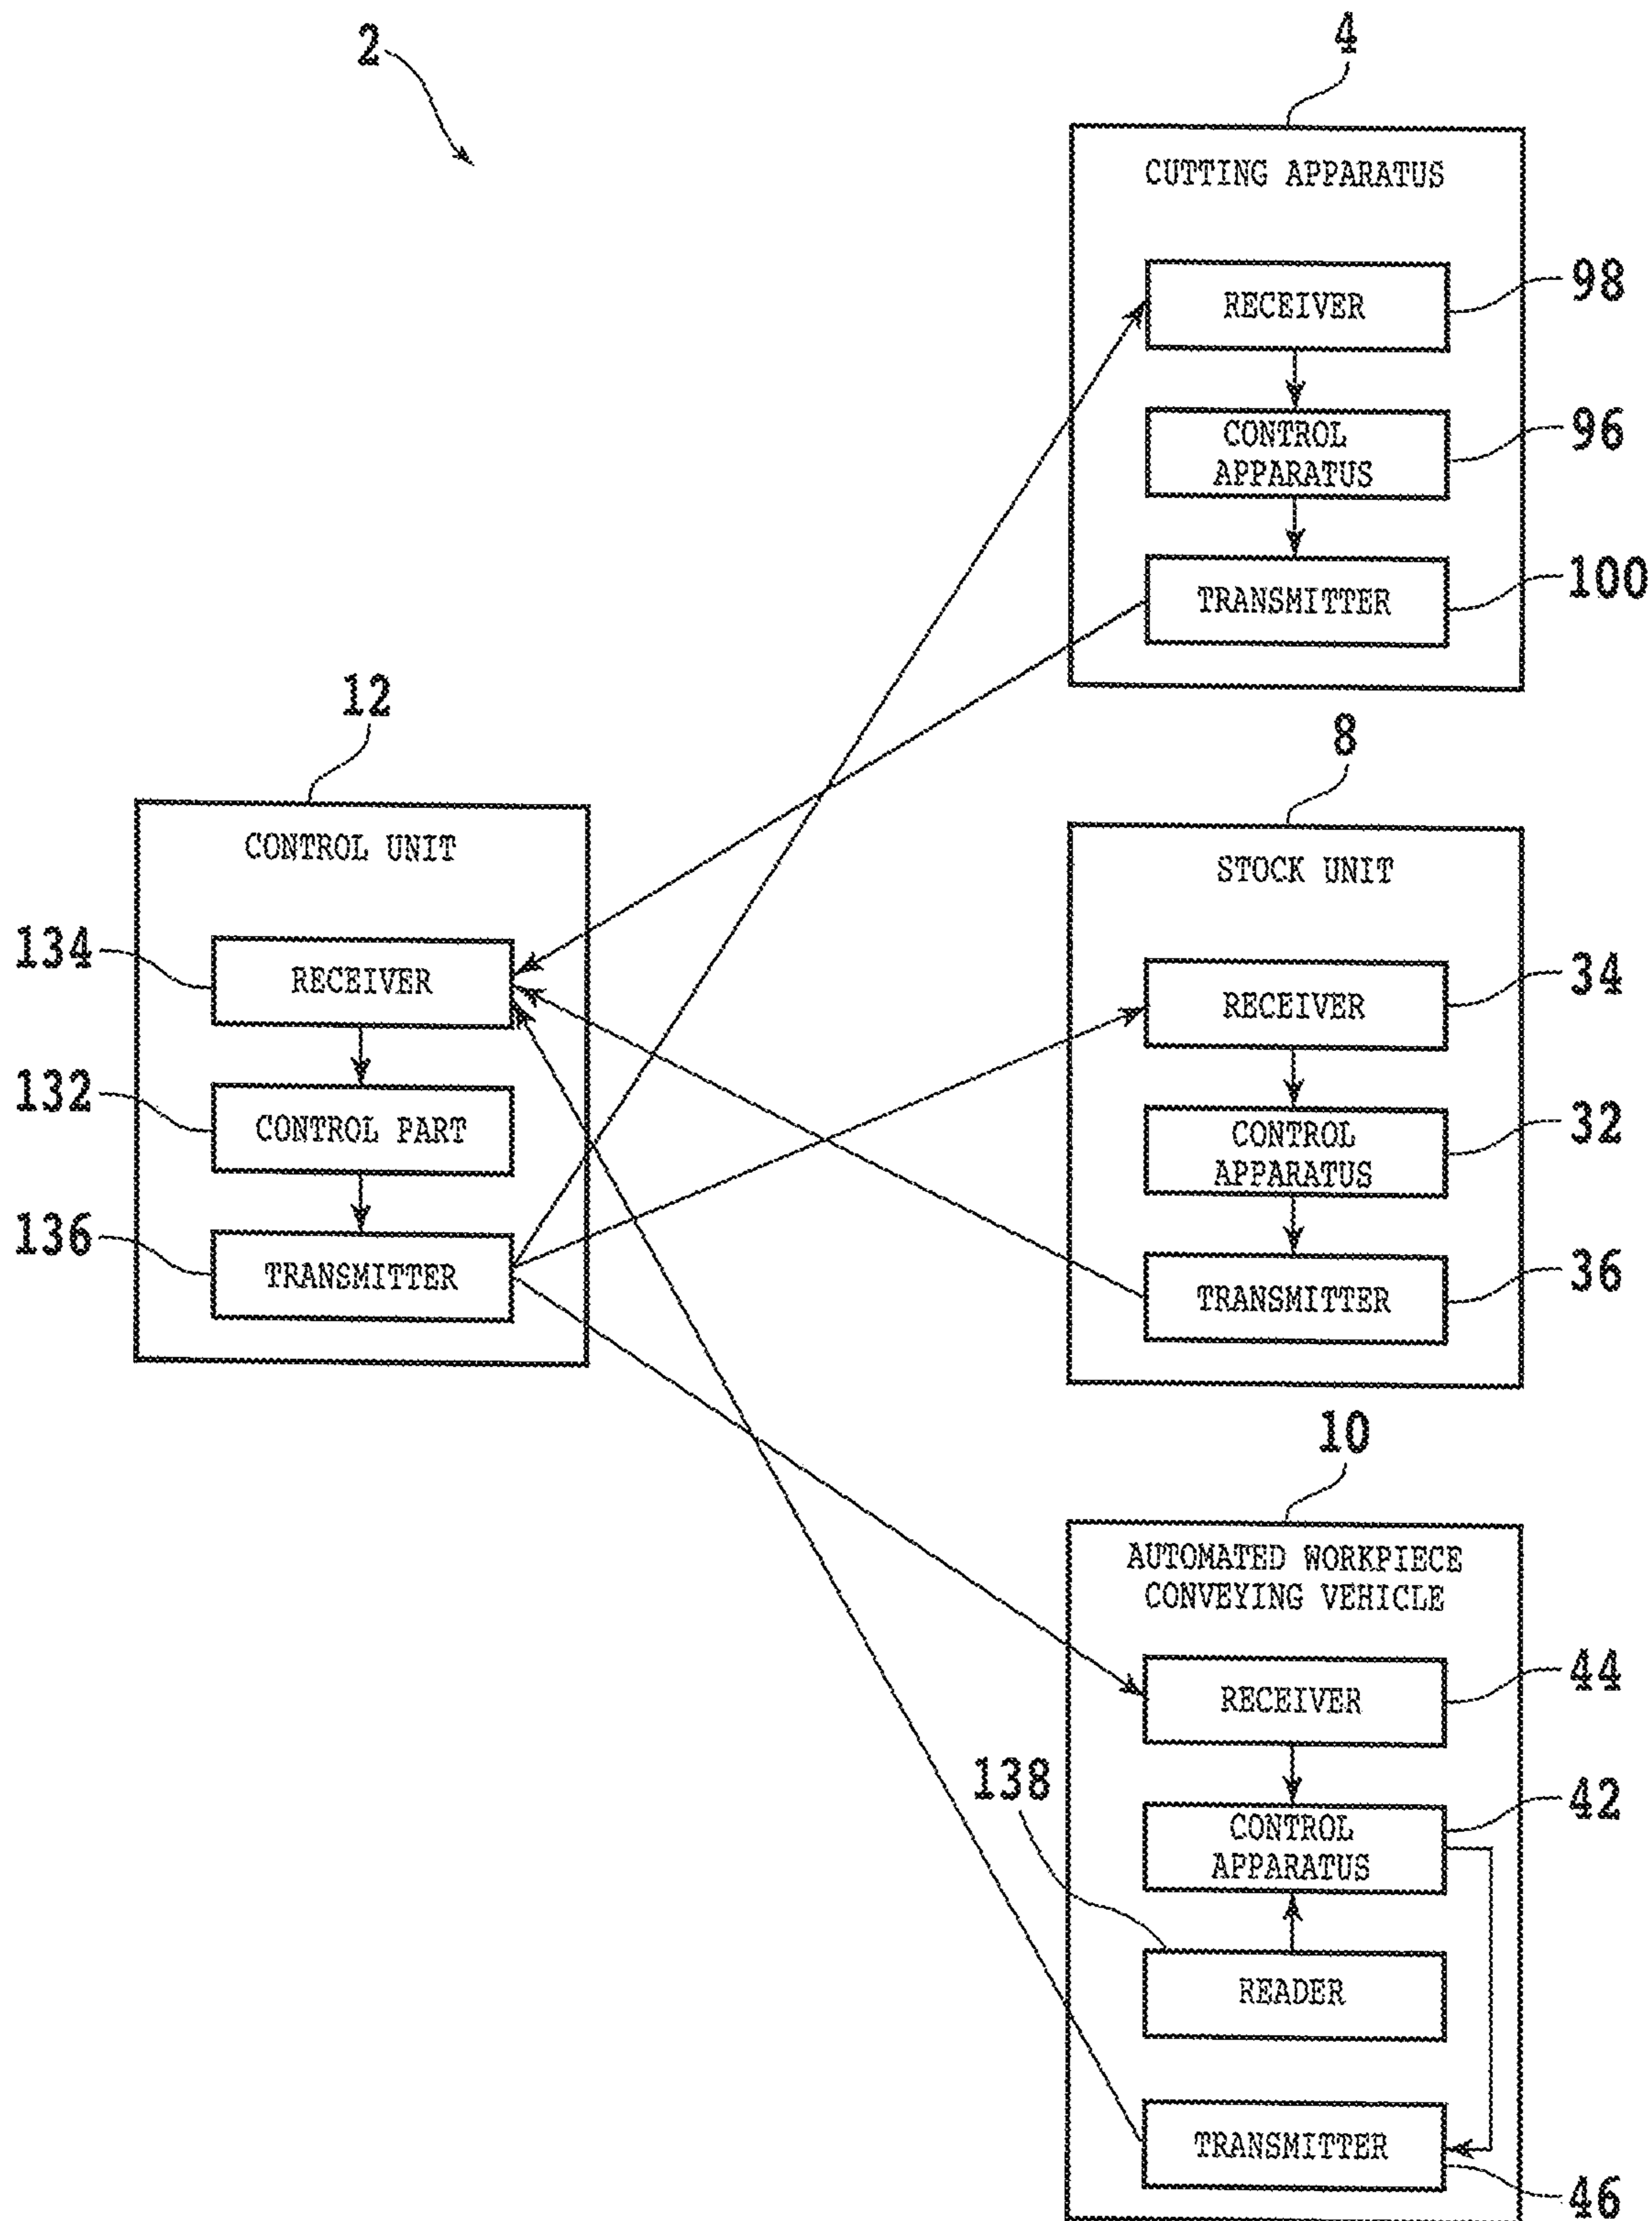 2
4
CUTTING APPARATUS
RECEIVER
98
CONTROL
APPARATUS
96
TRANSMITTER
100
12
CONTROL UNIT
134
RECEIVER
132
CONTROL PART
136
TRANSMITTER
8
STOCK UNIT
RECEIVER
34
CONTROL
APPARATUS
32
TRANSMITTER
36
10
AUTOMATED WORKPIECE
CONVEYING VEHICLE
RECEIVER
44
138
CONTROL
APPARATUS
42
READER
TRANSMITTER
46